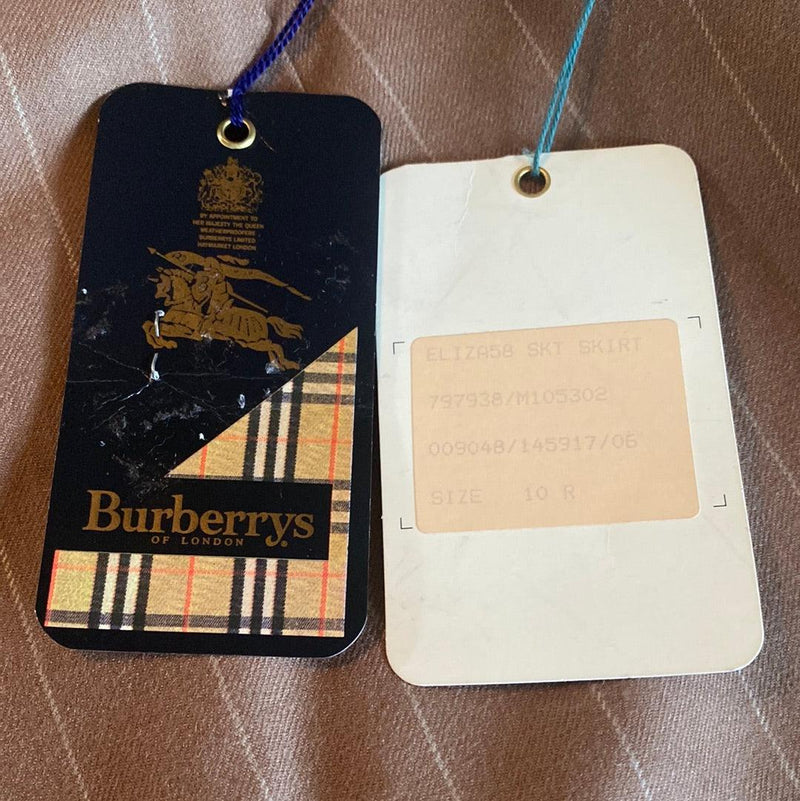 BY APPOINTMENT TO
HER MAJESTY THE QUEEN
WEATHERPROOFERS
BURBERRYS LIMITED
HAYMARKET LONDON
Burberrys
OF LONDON
ELIZA58 SKT SKIRT
797938/M105302
009048/145917/06
SIZE 10 R